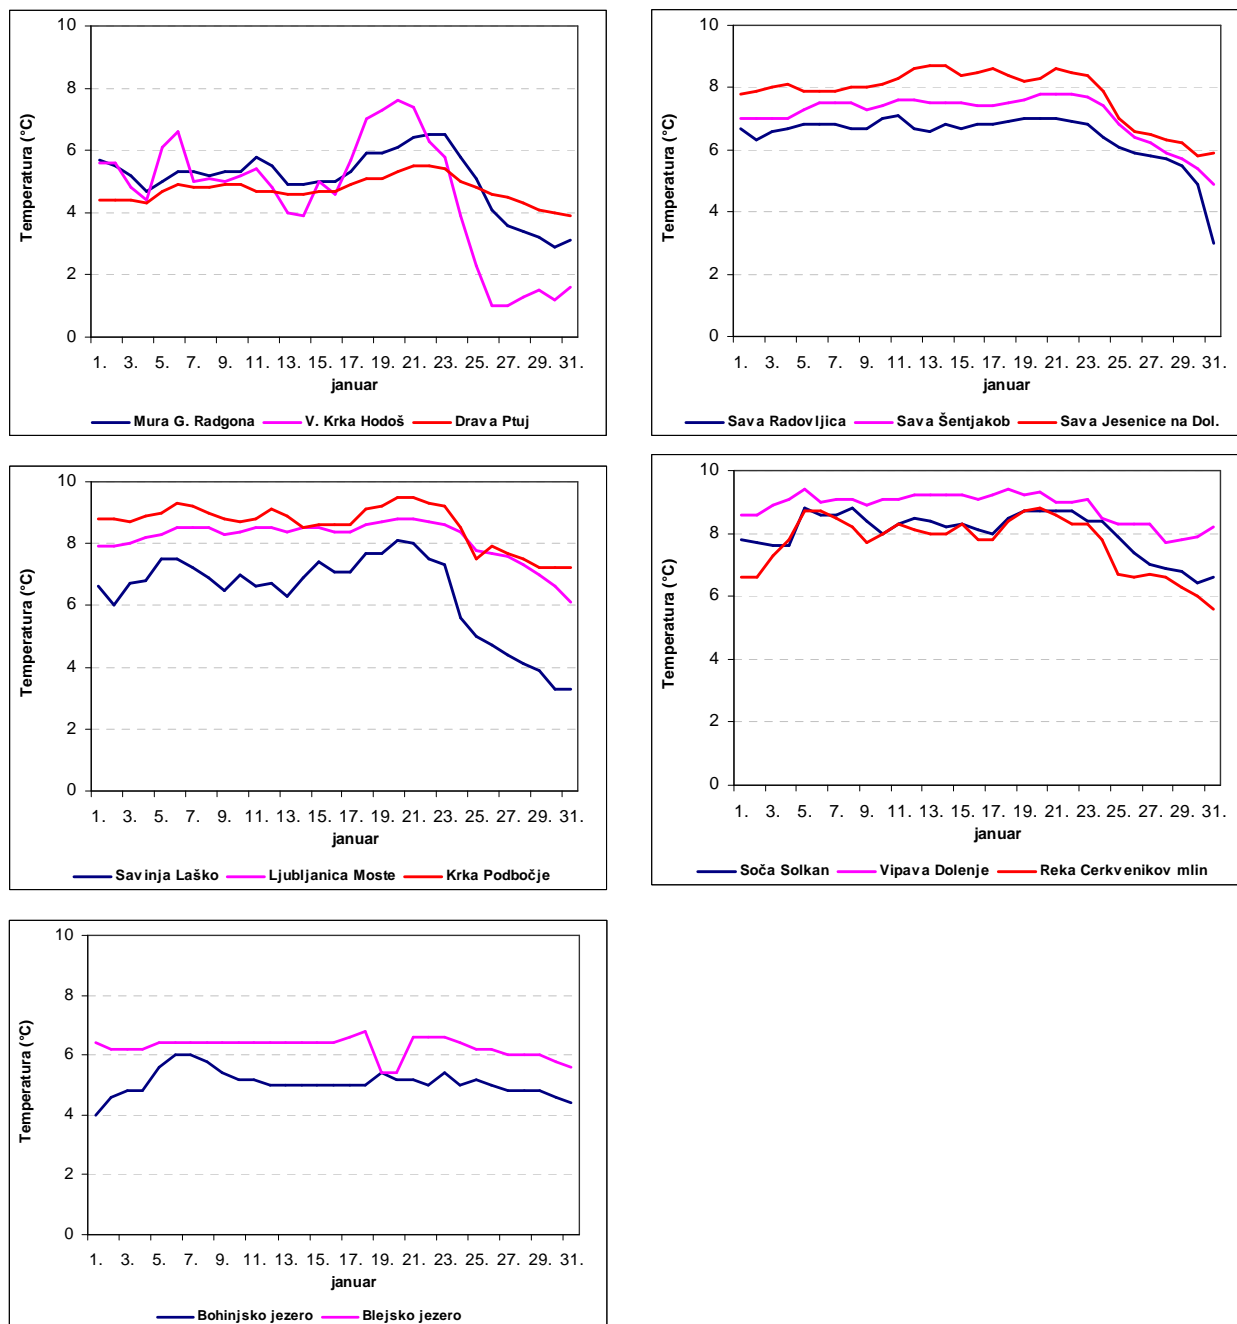 10
8
6
4
2
0
Temperatura (°C)
1. 3. 5. 7. 9. 11. 13. 15. 17. 19. 21. 23. 25. 27. 29. 31.
januar
Mura G. Radgona V. Krka Hodoš Drava Ptuj
10
8
6
4
2
0
Temperatura (°C)
1. 3. 5. 7. 9. 11. 13. 15. 17. 19. 21. 23. 25. 27. 29. 31.
januar
Sava Radovljica Sava Šentjakob Sava Jesenice na Dol.
10
8
6
4
2
0
Temperatura (°C)
1. 3. 5. 7. 9. 11. 13. 15. 17. 19. 21. 23. 25. 27. 29. 31.
januar
Savinja Laško Ljubljanica Moste Krka Podbočje
10
8
6
4
2
0
Temperatura (°C)
1. 3. 5. 7. 9. 11. 13. 15. 17. 19. 21. 23. 25. 27. 29. 31.
januar
Soča Solkan Vipava Dolenje Reka Cerkvenikov mlin
10
8
6
4
2
0
Temperatura (°C)
1. 3. 5. 7. 9. 11. 13. 15. 17. 19. 21. 23. 25. 27. 29. 31.
januar
Bohinjsko jezero Blejsko jezero